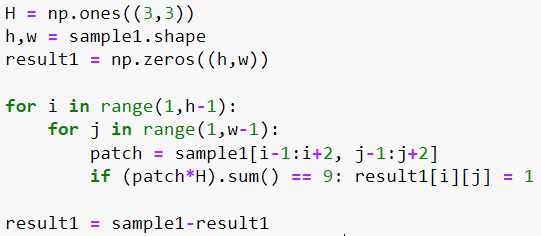 H = np.ones((3,3))
h,w = sample1.shape
result1 = np.zeros((h,w))
for i in range(1,h-1):
for j in range(1,w-1):
patch = sample1[i-1:i+2, j-1:j+2]
if (patch*H).sum() == 9: result1[i][j] = 1
result1 = sample1-result1